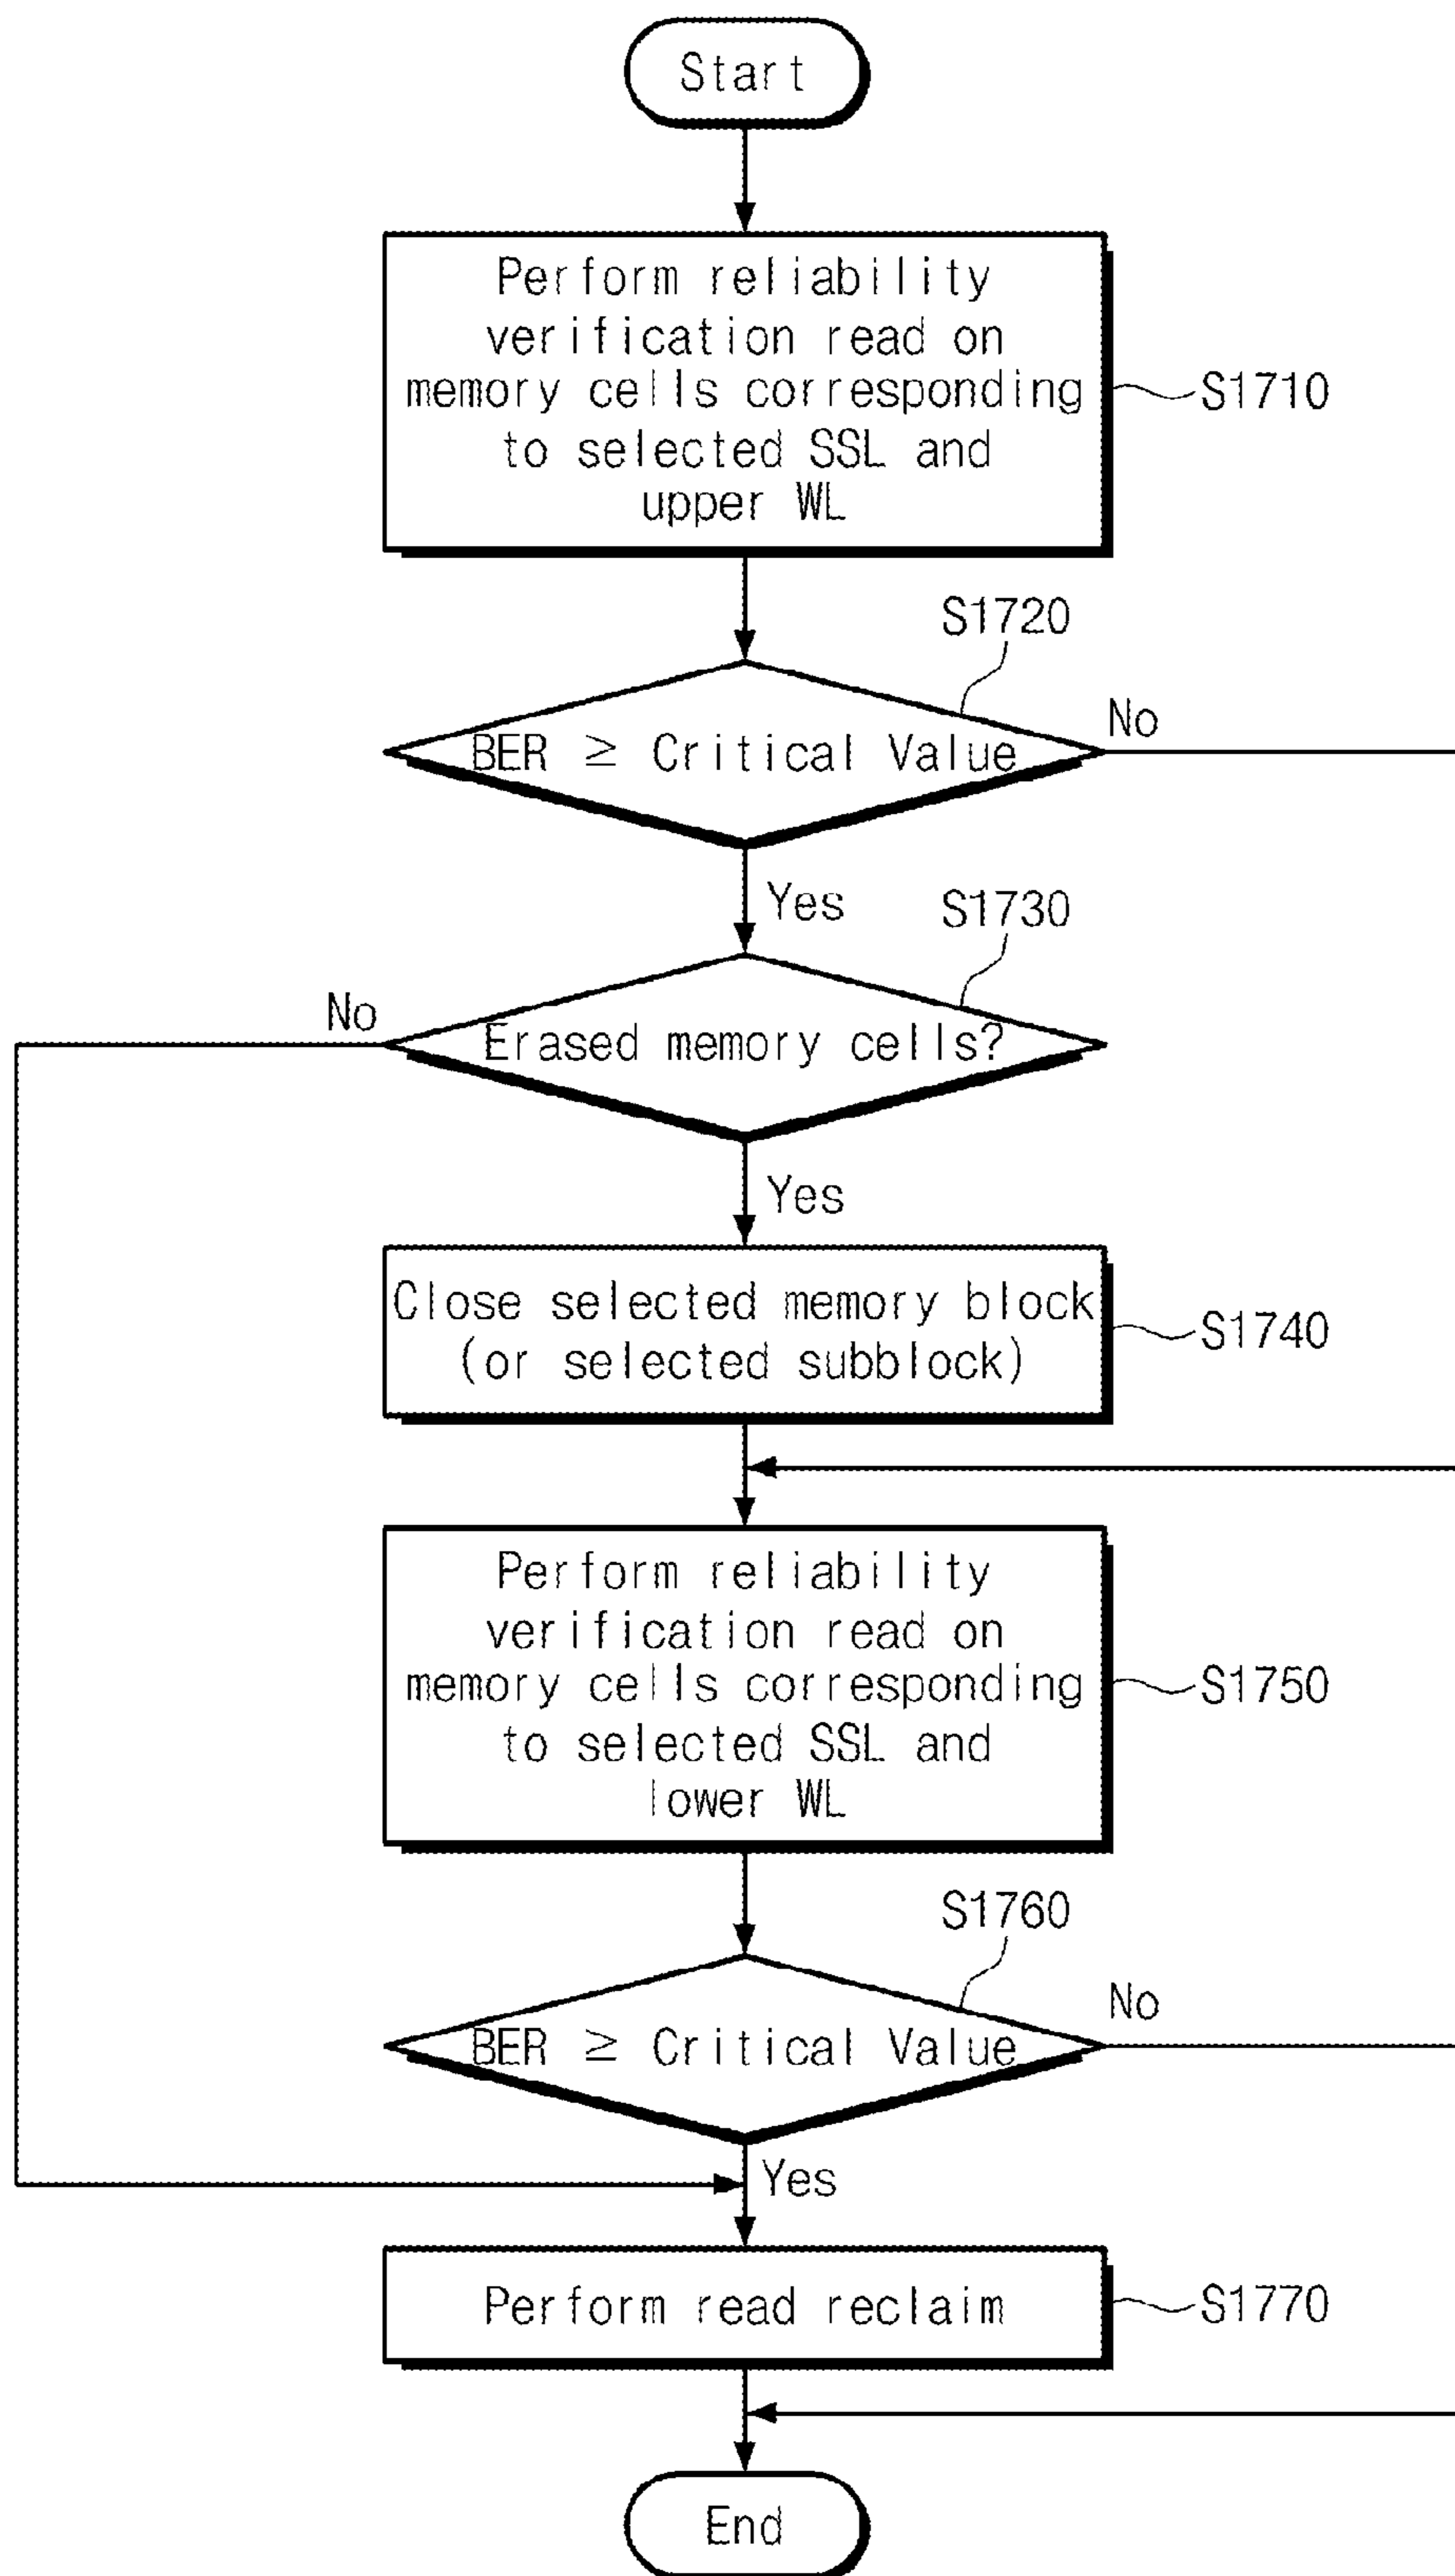 Start
Perform reliability
verification read on
memory cells corresponding
to selected SSL and
upper WL
S1710
S1720
BER ≥ Critical Value
No
Yes
S1730
No
Erased memory cells?
Yes
Close selected memory block
(or selected subblock)
S1740
Perform reliability
verification read on
memory cells corresponding
to selected SSL and
lower WL
S1750
S1760
BER ≥ Critical Value
No
Yes
Perform read reclaim
S1770
End